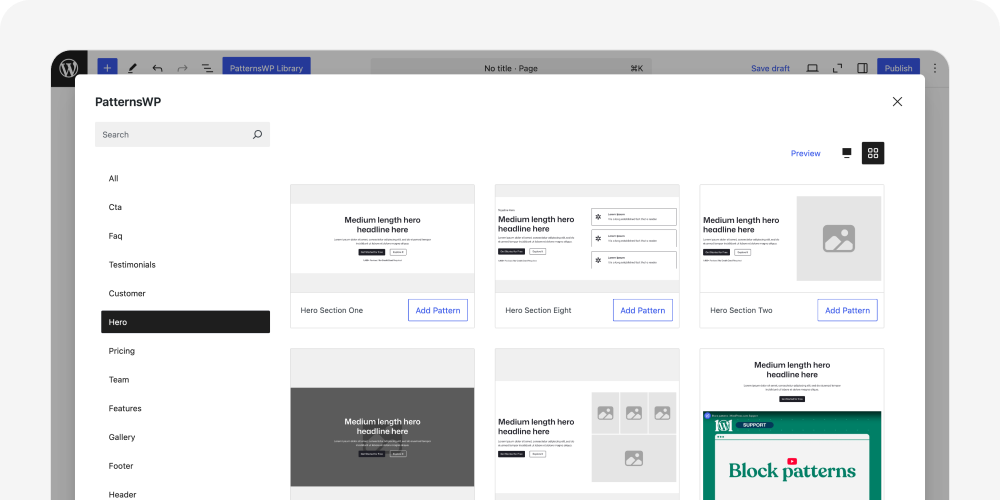 PatternsWP Library
No title · Page
⌘K
Save draft
Publish
PatternsWP
Search
Preview
All
Cta
Faq
Testimonials
Customer
Hero
Pricing
Team
Features
Gallery
Footer
Header
Medium length hero
headline here
Hero Section One
Add Pattern
Medium length hero
headline here
Hero Section Eight
Add Pattern
Medium length hero
headline here
Hero Section Two
Add Pattern
Medium length hero
headline here
Medium length hero
headline here
Medium length hero
headline here
SUPPORT
Block patterns